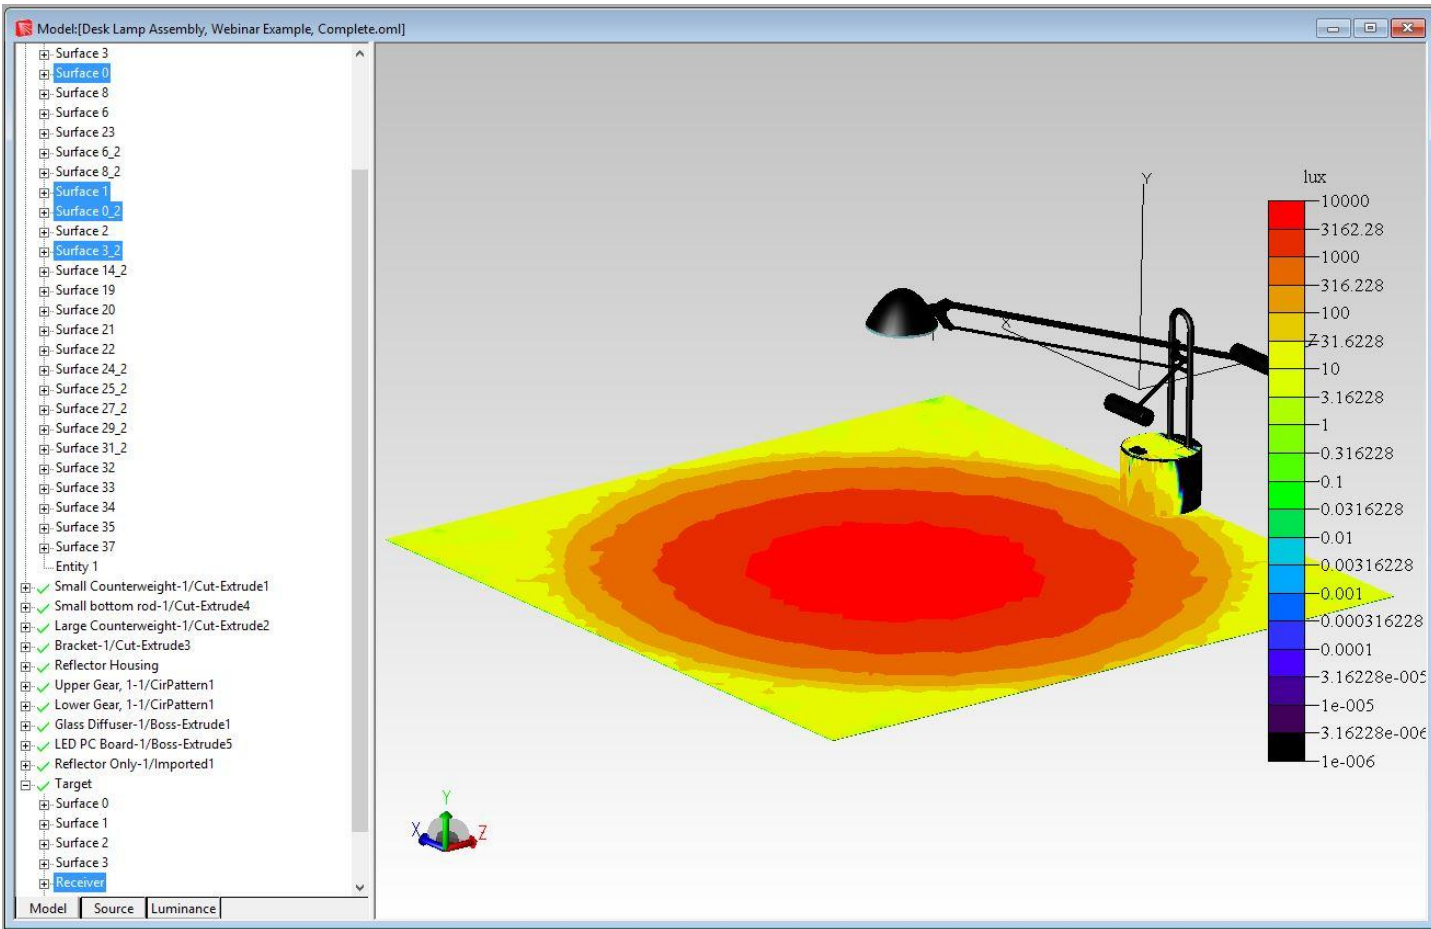 Model:[Desk Lamp Assembly, Webinar Example, Complete.oml]
Surface 3
Surface 0
Surface 8
Surface 6
Surface 23
Surface 6_2
Surface 8_2
Surface 1
Surface 0_2
Surface 2
Surface 3_2
Surface 14_2
Surface 19
Surface 20
Surface 21
Surface 22
Surface 24_2
Surface 25_2
Surface 27_2
Surface 29_2
Surface 31_2
Surface 32
Surface 33
Surface 34
Surface 35
Surface 37
Entity 1
Small Counterweight-1/Cut-Extrude1
Small bottom rod-1/Cut-Extrude4
Large Counterweight-1/Cut-Extrude2
Bracket-1/Cut-Extrude3
Reflector Housing
Upper Gear, 1-1/CirPattern1
Lower Gear, 1-1/CirPattern1
Glass Diffuser-1/Boss-Extrude1
LED PC Board-1/Boss-Extrude5
Reflector Only-1/Imported1
Target
Surface 0
Surface 1
Surface 2
Surface 3
Receiver
Model Source Luminance
Y
X
Z
lux
10000
3162.28
1000
316.228
100
31.6228
10
3.16228
1
0.316228
0.1
0.0316228
0.01
0.00316228
0.001
0.000316228
0.0001
3.16228e-005
1e-005
3.16228e-006
1e-006
Y
X
Z